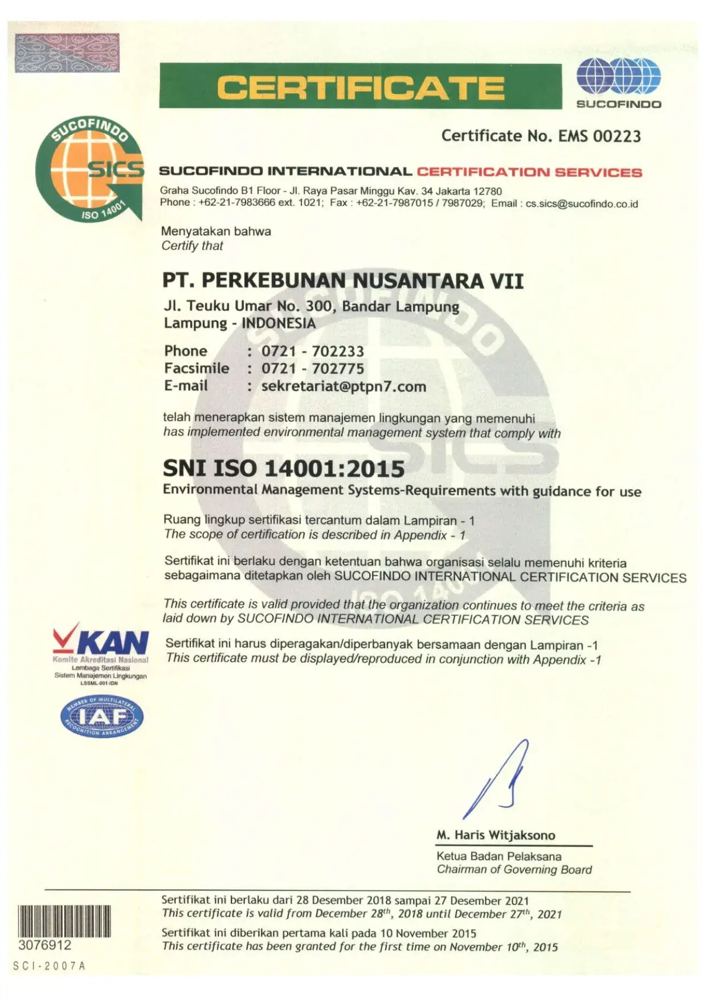 CERTIFICATE
SUCOFINDO
SUCOFINDO
SICS
ISO 14001
Certificate No. EMS 00223
SUCOFINDO INTERNATIONAL CERTIFICATION SERVICES
Graha Sucofindo B1 Floor - Jl. Raya Pasar Minggu Kav. 34 Jakarta 12780
Phone : +62-21-7983666 ext. 1021; Fax : +62-21-7987015 / 7987029; Email : cs.sics@sucofindo.co.id
Menyatakan bahwa
Certify that
PT. PERKEBUNAN NUSANTARA VII
Jl. Teuku Umar No. 300, Bandar Lampung
Lampung - INDONESIA
Phone : 0721 - 702233
Facsimile : 0721 - 702775
E-mail : sekretariat@ptpn7.com
telah menerapkan sistem manajemen lingkungan yang memenuhi
has implemented environmental management system that comply with
SNI ISO 14001:2015
Environmental Management Systems-Requirements with guidance for use
Ruang lingkup sertifikasi tercantum dalam Lampiran - 1
The scope of certification is described in Appendix - 1
Sertifikat ini berlaku dengan ketentuan bahwa organisasi selalu memenuhi kriteria
sebagaimana ditetapkan oleh SUCOFINDO INTERNATIONAL CERTIFICATION SERVICES
This certificate is valid provided that the organization continues to meet the criteria as
laid down by SUCOFINDO INTERNATIONAL CERTIFICATION SERVICES
Sertifikat ini harus diperagakan/diperbanyak bersamaan dengan Lampiran -1
This certificate must be displayed/reproduced in conjunction with Appendix -1
SUCOFINDO
SICS
ISO 14001
KAN
Komite Akreditasi Nasional
Lembaga Sertifikasi
Sistem Manajemen Lingkungan
LSSML-001-IDN
MEMBER OF MULTILATERAL
IAF
RECOGNITION ARRANGEMENT
M. Haris Witjaksono
Ketua Badan Pelaksana
Chairman of Governing Board
Sertifikat ini berlaku dari 28 Desember 2018 sampai 27 Desember 2021
This certificate is valid from December 28th, 2018 until December 27th, 2021
Sertifikat ini diberikan pertama kali pada 10 November 2015
This certificate has been granted for the first time on November 10th, 2015
3076912
SCI-2007A